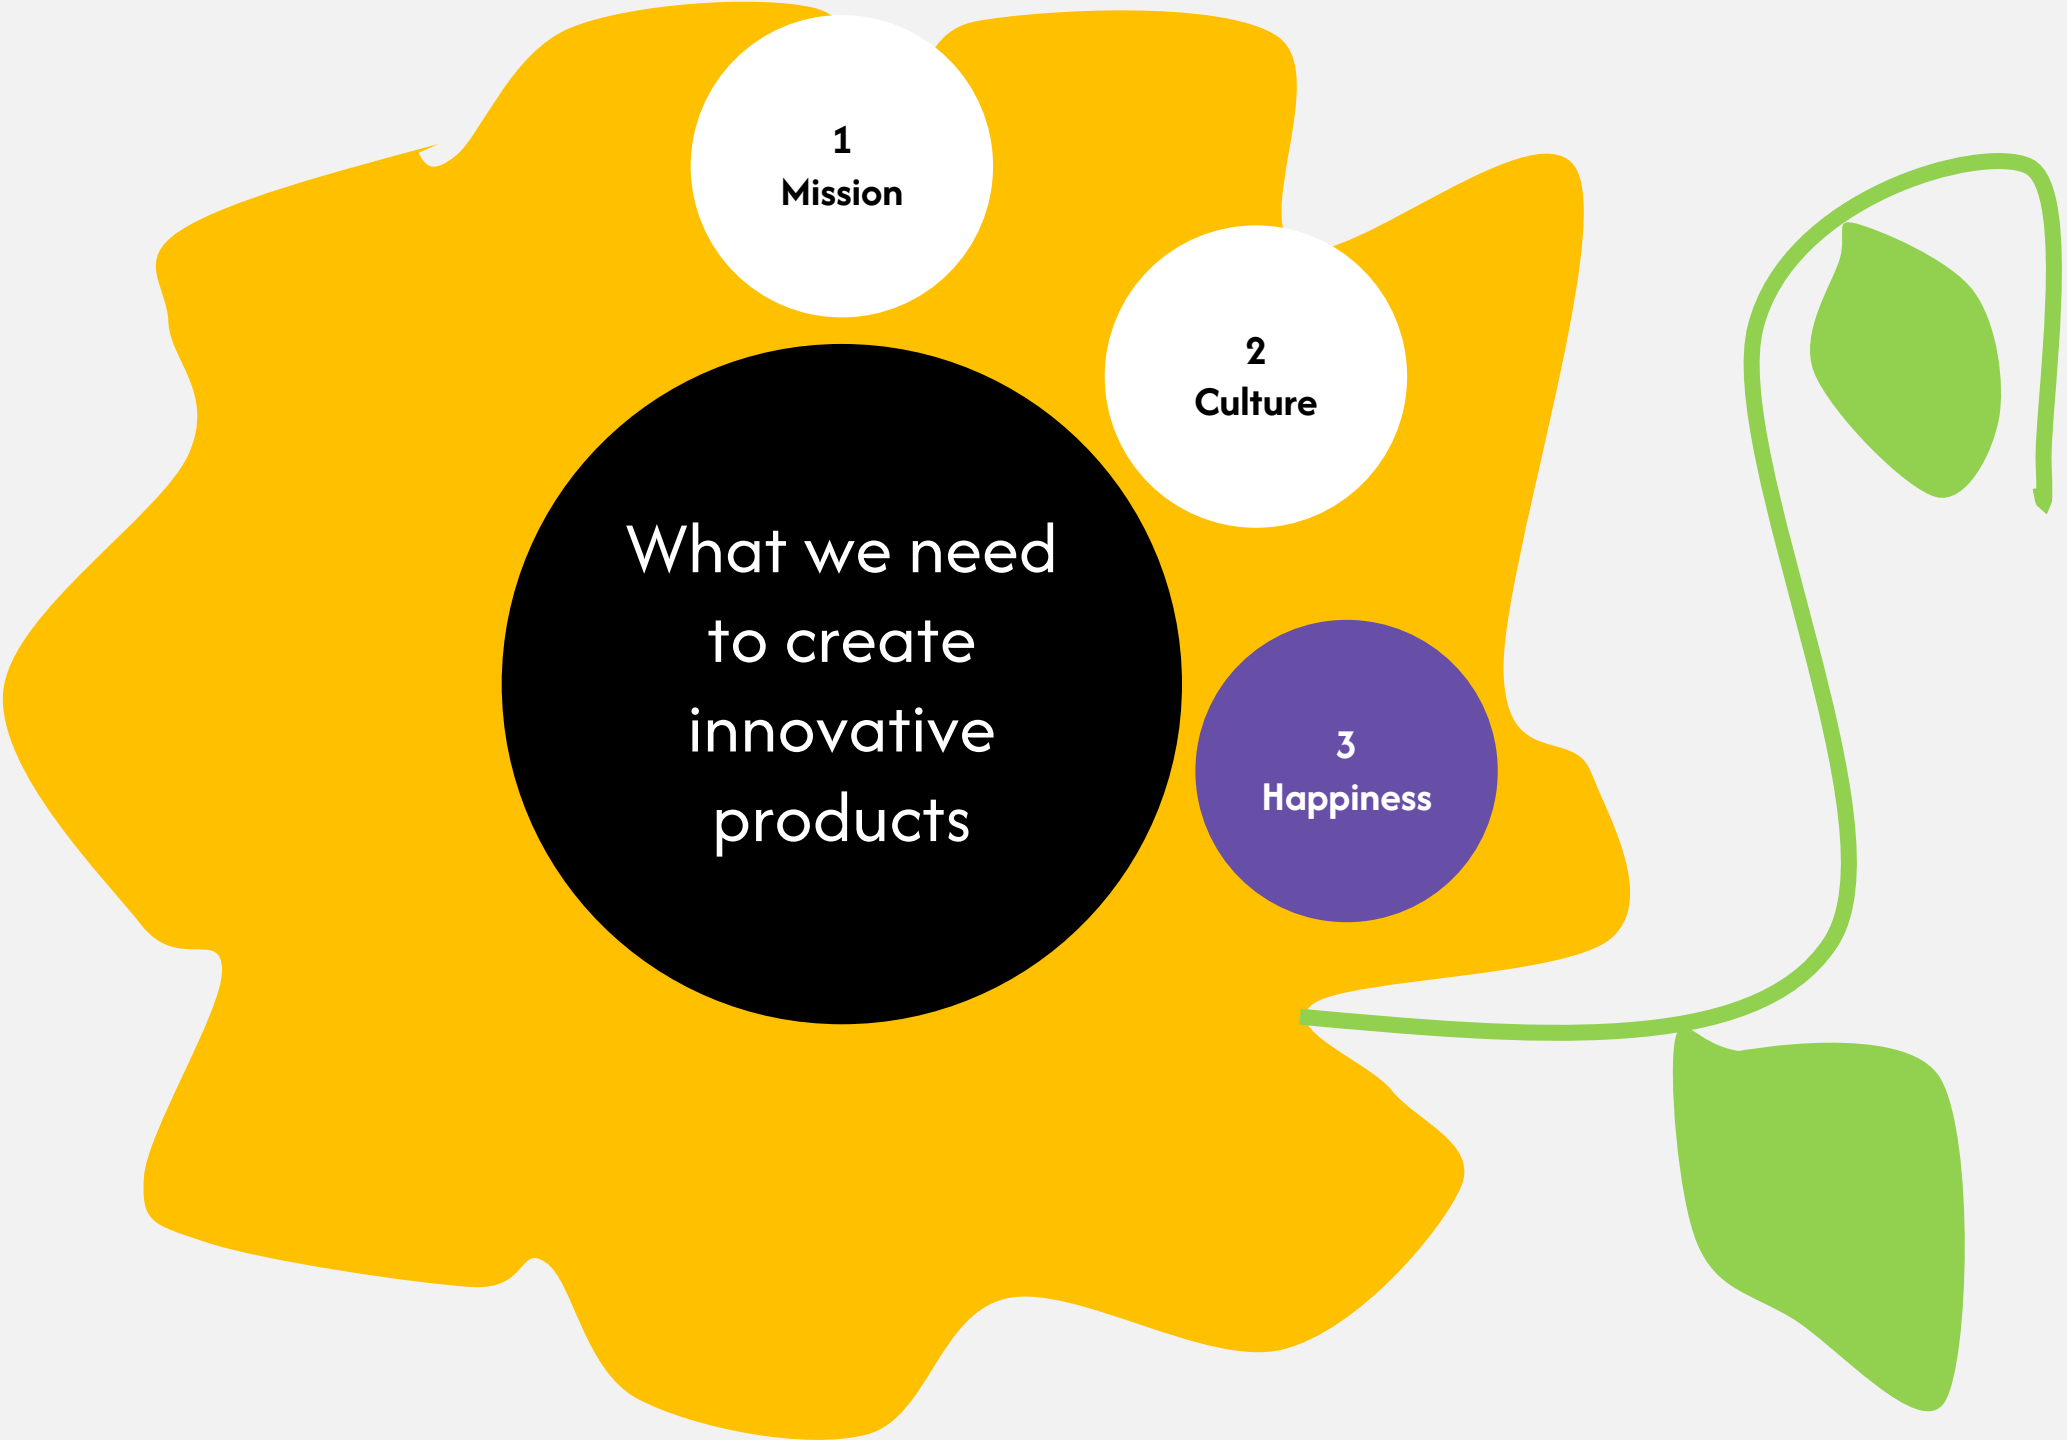 1
Mission
2
Culture
What we need
to create
innovative
products
3
Happiness